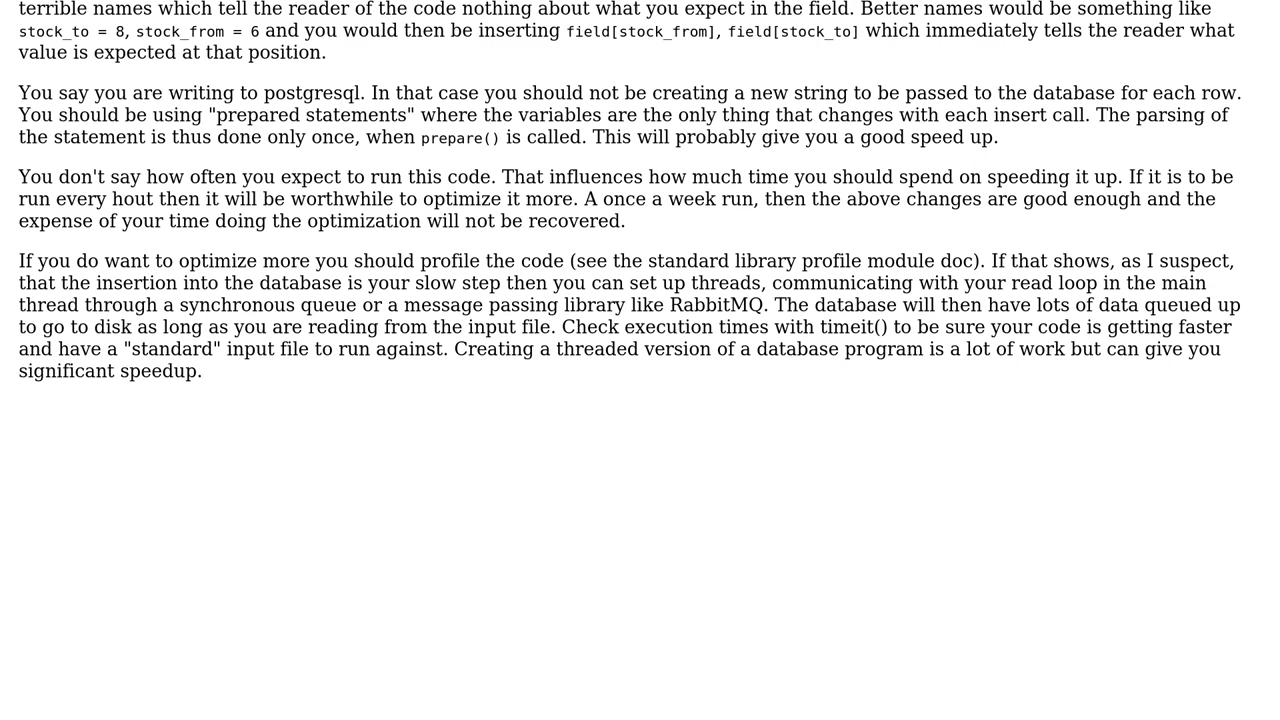 terrible names which tell the reader of the code nothing about what you expect in the field. Better names would be something like
stock_to = 8, stock_from = 6 and you would then be inserting field[stock_from], field[stock_to] which immediately tells the reader what
value is expected at that position.
You say you are writing to postgresql. In that case you should not be creating a new string to be passed to the database for each row.
You should be using "prepared statements" where the variables are the only thing that changes with each insert call. The parsing of
the statement is thus done only once, when prepare() is called. This will probably give you a good speed up.
You don't say how often you expect to run this code. That influences how much time you should spend on speeding it up. If it is to be
run every hout then it will be worthwhile to optimize it more. A once a week run, then the above changes are good enough and the
expense of your time doing the optimization will not be recovered.
If you do want to optimize more you should profile the code (see the standard library profile module doc). If that shows, as I suspect,
that the insertion into the database is your slow step then you can set up threads, communicating with your read loop in the main
thread through a synchronous queue or a message passing library like RabbitMQ. The database will then have lots of data queued up
to go to disk as long as you are reading from the input file. Check execution times with timeit() to be sure your code is getting faster
and have a "standard" input file to run against. Creating a threaded version of a database program is a lot of work but can give you
significant speedup.